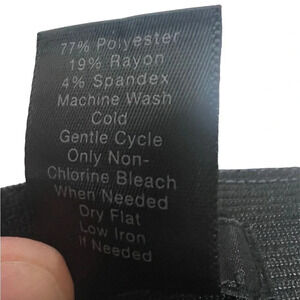 77% Polyester
19% Rayon
4% Spandex
Machine Wash
Cold
Gentle Cycle
Only Non-
Chlorine Bleach
When Needed
Dry Flat
Low Iron
If Needed